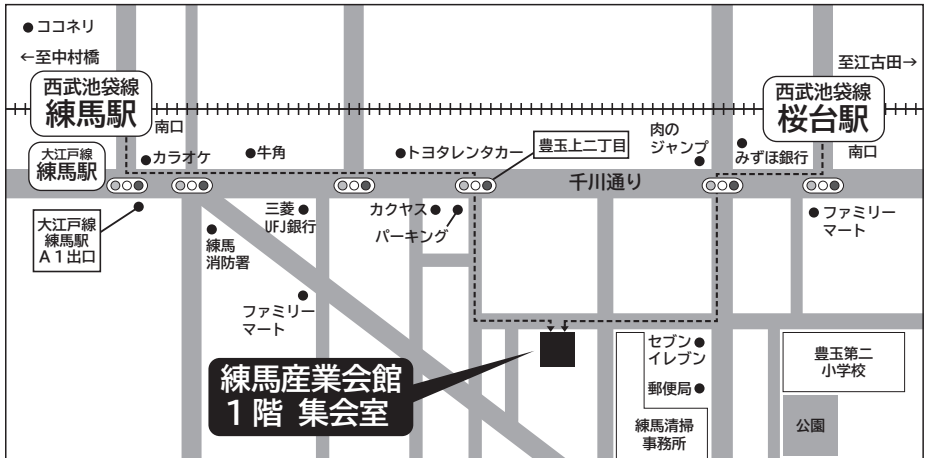 ココネリ
←至中村橋
至江古田→
西武池袋線
練馬駅
西武池袋線
桜台駅
南口
南口
大江戸線
練馬駅
カラオケ
牛角
トヨタレンタカー
豊玉上二丁目
肉の
ジャンプ
みずほ銀行
千川通り
大江戸線
練馬駅
A1出口
練馬
消防署
三菱
UFJ銀行
カクヤス
パーキング
ファミリー
マート
ファミリー
マート
練馬産業会館
1階 集会室
セブン
イレブン
郵便局
練馬清掃
事務所
豊玉第二
小学校
公園